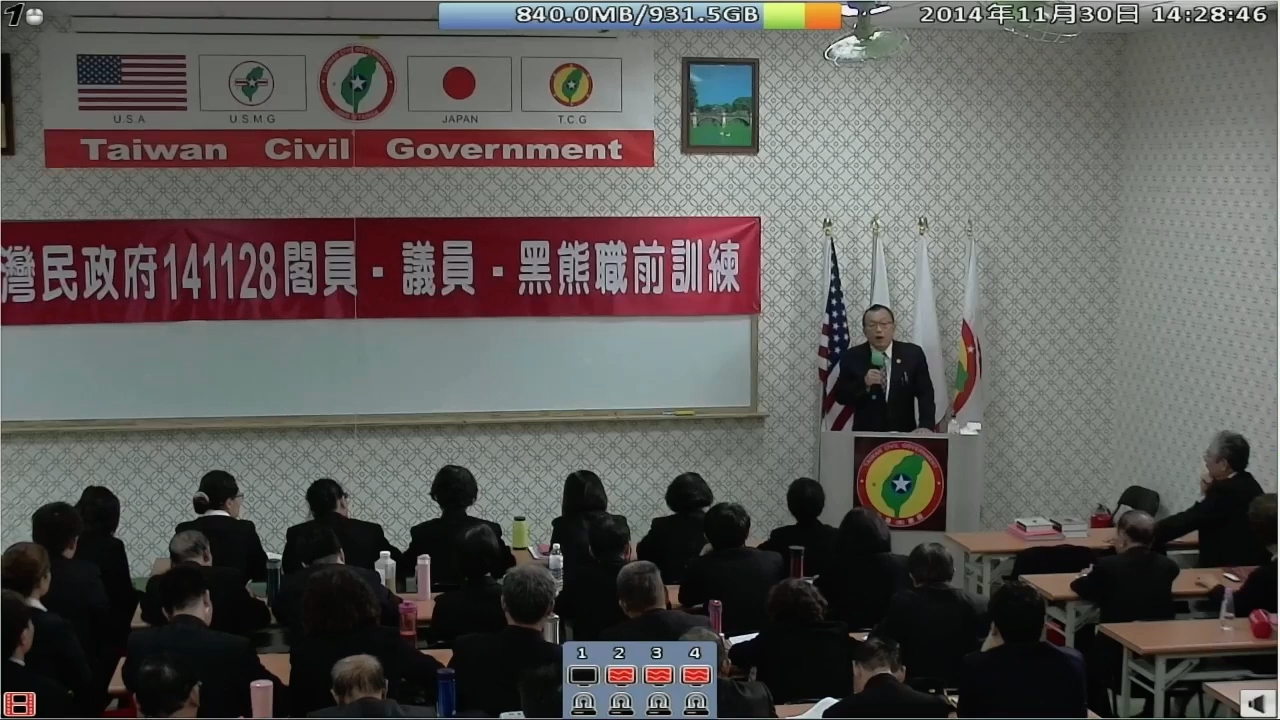 1
840.0MB/931.5GB
2014年11月30日 14:28:46
U.S.A
U.S.M.G
JAPAN
T.C.G
Taiwan Civil Government
灣民政府141128閣員-議員-黑熊職前訓練
1 2 3 4